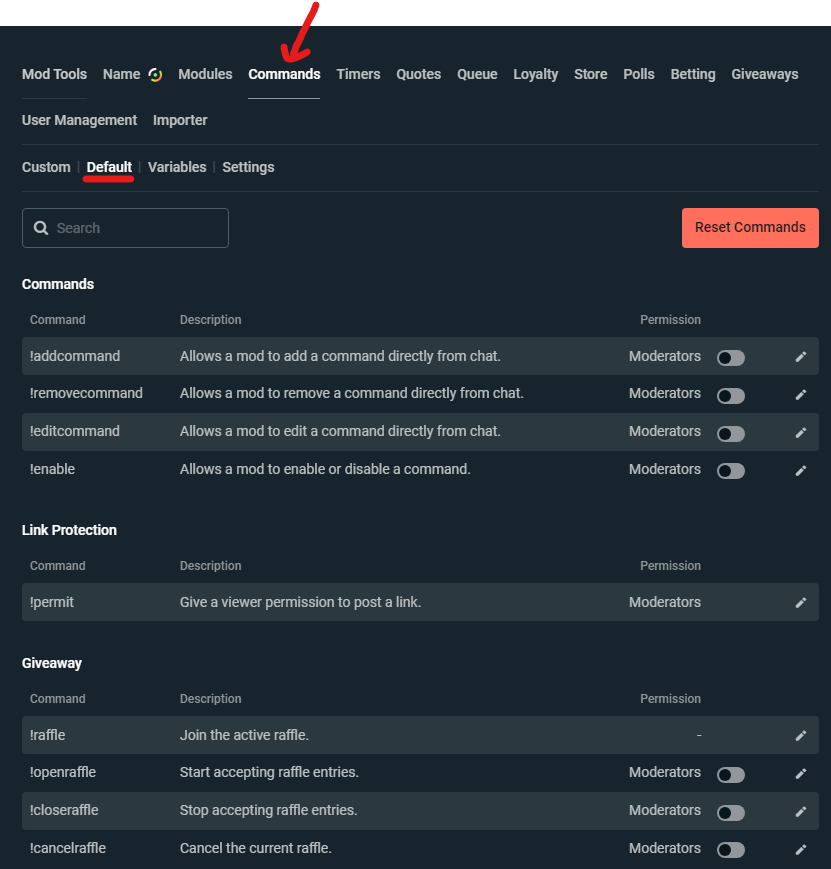 Mod Tools Name Modules Commands Timers Quotes Queue Loyalty Store Polls Betting Giveaways
User Management Importer
Custom | Default | Variables | Settings
Search Reset Commands
Commands
Command Description Permission
!addcommand Allows a mod to add a command directly from chat. Moderators
!removecommand Allows a mod to remove a command directly from chat. Moderators
!editcommand Allows a mod to edit a command directly from chat. Moderators
!enable Allows a mod to enable or disable a command. Moderators
Link Protection
Command Description Permission
!permit Give a viewer permission to post a link. Moderators
Giveaway
Command Description Permission
!raffle Join the active raffle. -
!openraffle Start accepting raffle entries. Moderators
!closeraffle Stop accepting raffle entries. Moderators
!cancelraffle Cancel the current raffle. Moderators